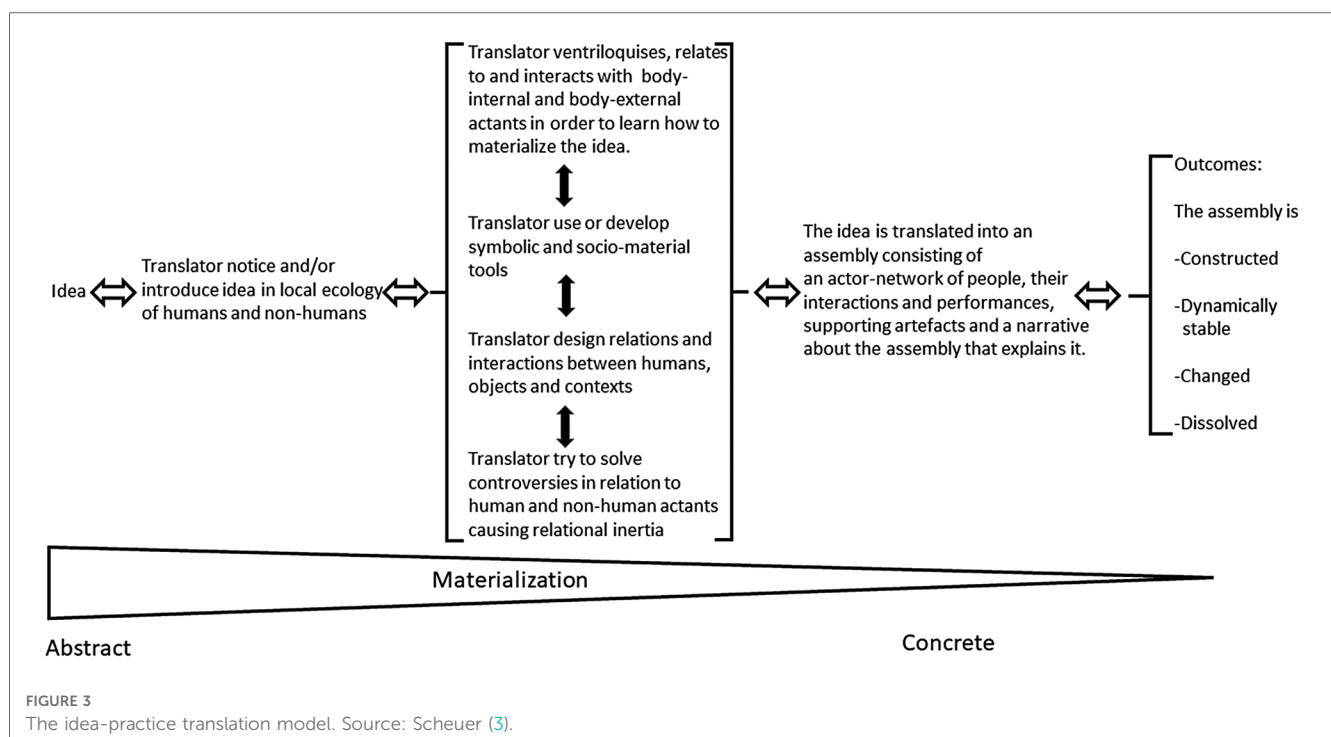 Translator ventriloquises, relates
to and interacts with body-
internal and body-external
actants in order to learn how to
materialize the idea.
Translator use or develop
symbolic and socio-material
tools
Translator design relations and
interactions between humans,
objects and contexts
Translator try to solve
controversies in relation to
human and non-human actants
causing relational inertia
Idea
Translator notice and/or
introduce idea in local ecology
of humans and non-humans
The idea is translated into an
assembly consisting of
an actor-network of people, their
interactions and performances,
supporting artefacts and a narrative
about the assembly that explains it.
Outcomes:
The assembly is
-Constructed
-Dynamically
stable
-Changed
-Dissolved
Materialization
Abstract
Concrete
FIGURE 3
The idea-practice translation model. Source: Scheuer (3).